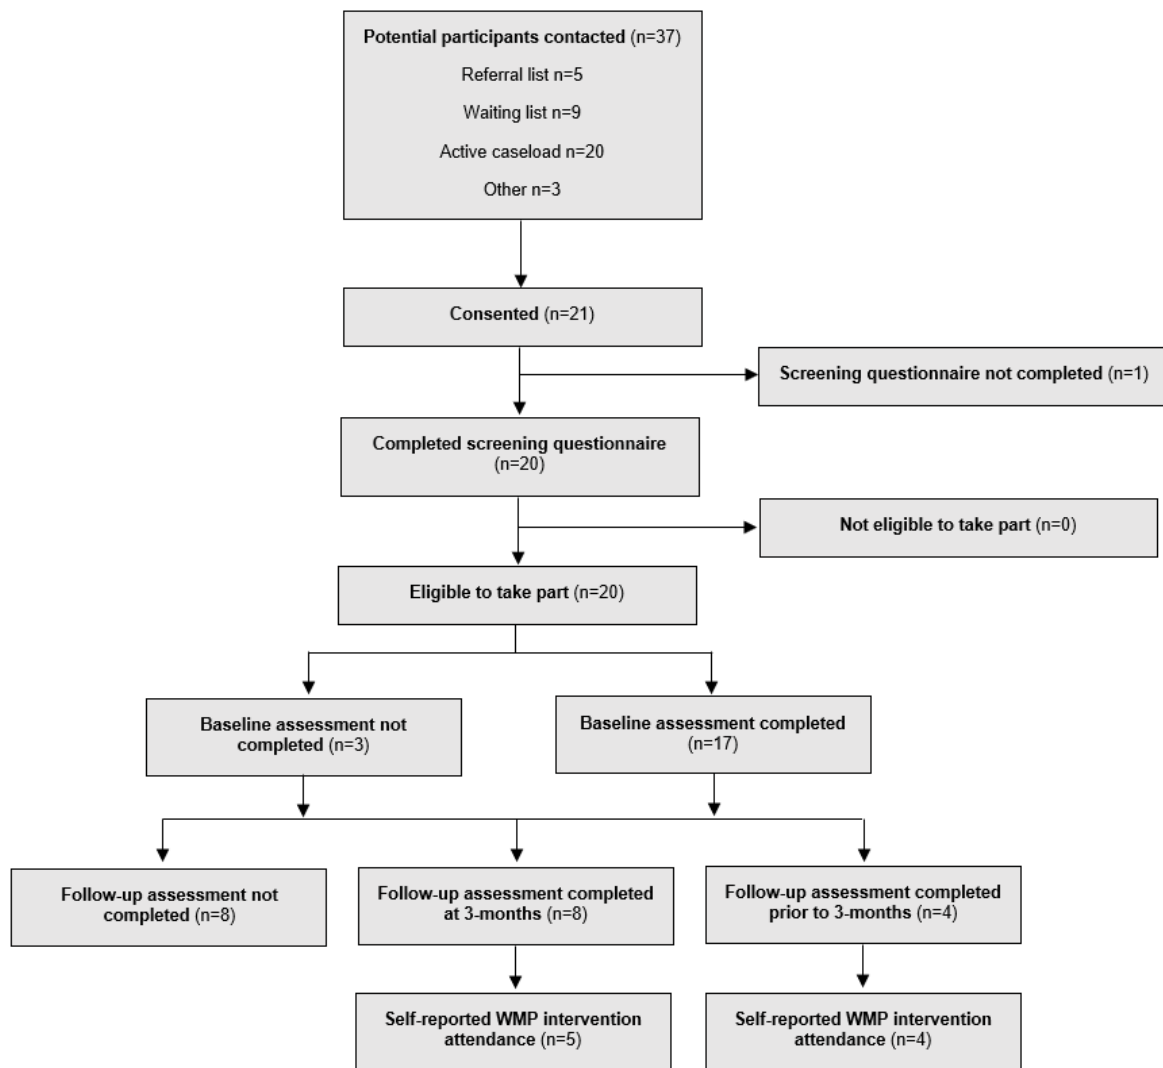 Potential participants contacted (n=37)
Referral list n=5
Waiting list n=9
Active caseload n=20
Other n=3
Consented (n=21)
Screening questionnaire not completed (n=1)
Completed screening questionnaire
(n=20)
Not eligible to take part (n=0)
Eligible to take part (n=20)
Baseline assessment not
completed (n=3)
Baseline assessment completed
(n=17)
Follow-up assessment not
completed (n=8)
Follow-up assessment completed
at 3-months (n=8)
Follow-up assessment completed
prior to 3-months (n=4)
Self-reported WMP intervention
attendance (n=5)
Self-reported WMP intervention
attendance (n=4)